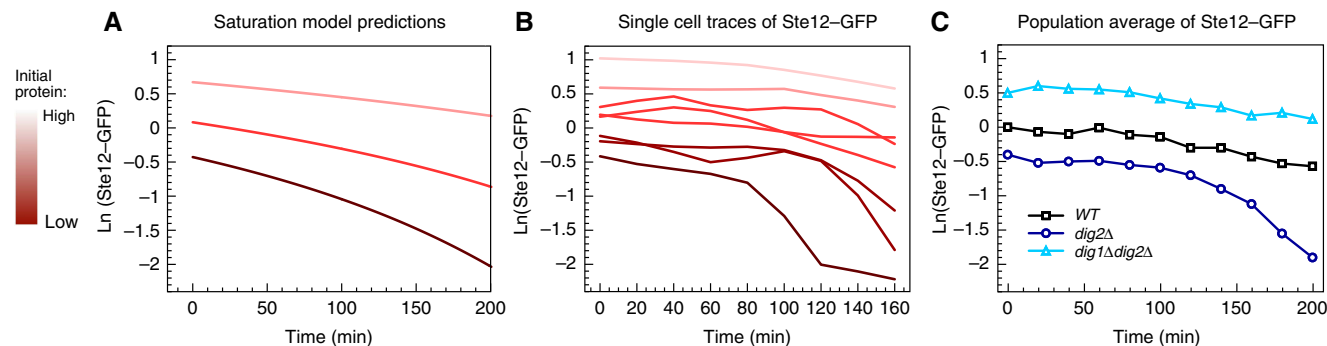 A
Saturation model predictions
B
Single cell traces of Ste12–GFP
C
Population average of Ste12–GFP
Initial
protein:
High
Low
Ln (Ste12–GFP)
1
0.5
0
−0.5
−1
−1.5
−2
0
50
100
150
200
Time (min)
Ln(Ste12–GFP)
1
0.5
0
−0.5
−1
−1.5
−2
0
20
40
60
80
100
120
140
160
Time (min)
Ln(Ste12–GFP)
1
0.5
0
−0.5
−1
−1.5
−2
WT
dig2Δ
dig1Δdig2Δ
0
50
100
150
200
Time (min)